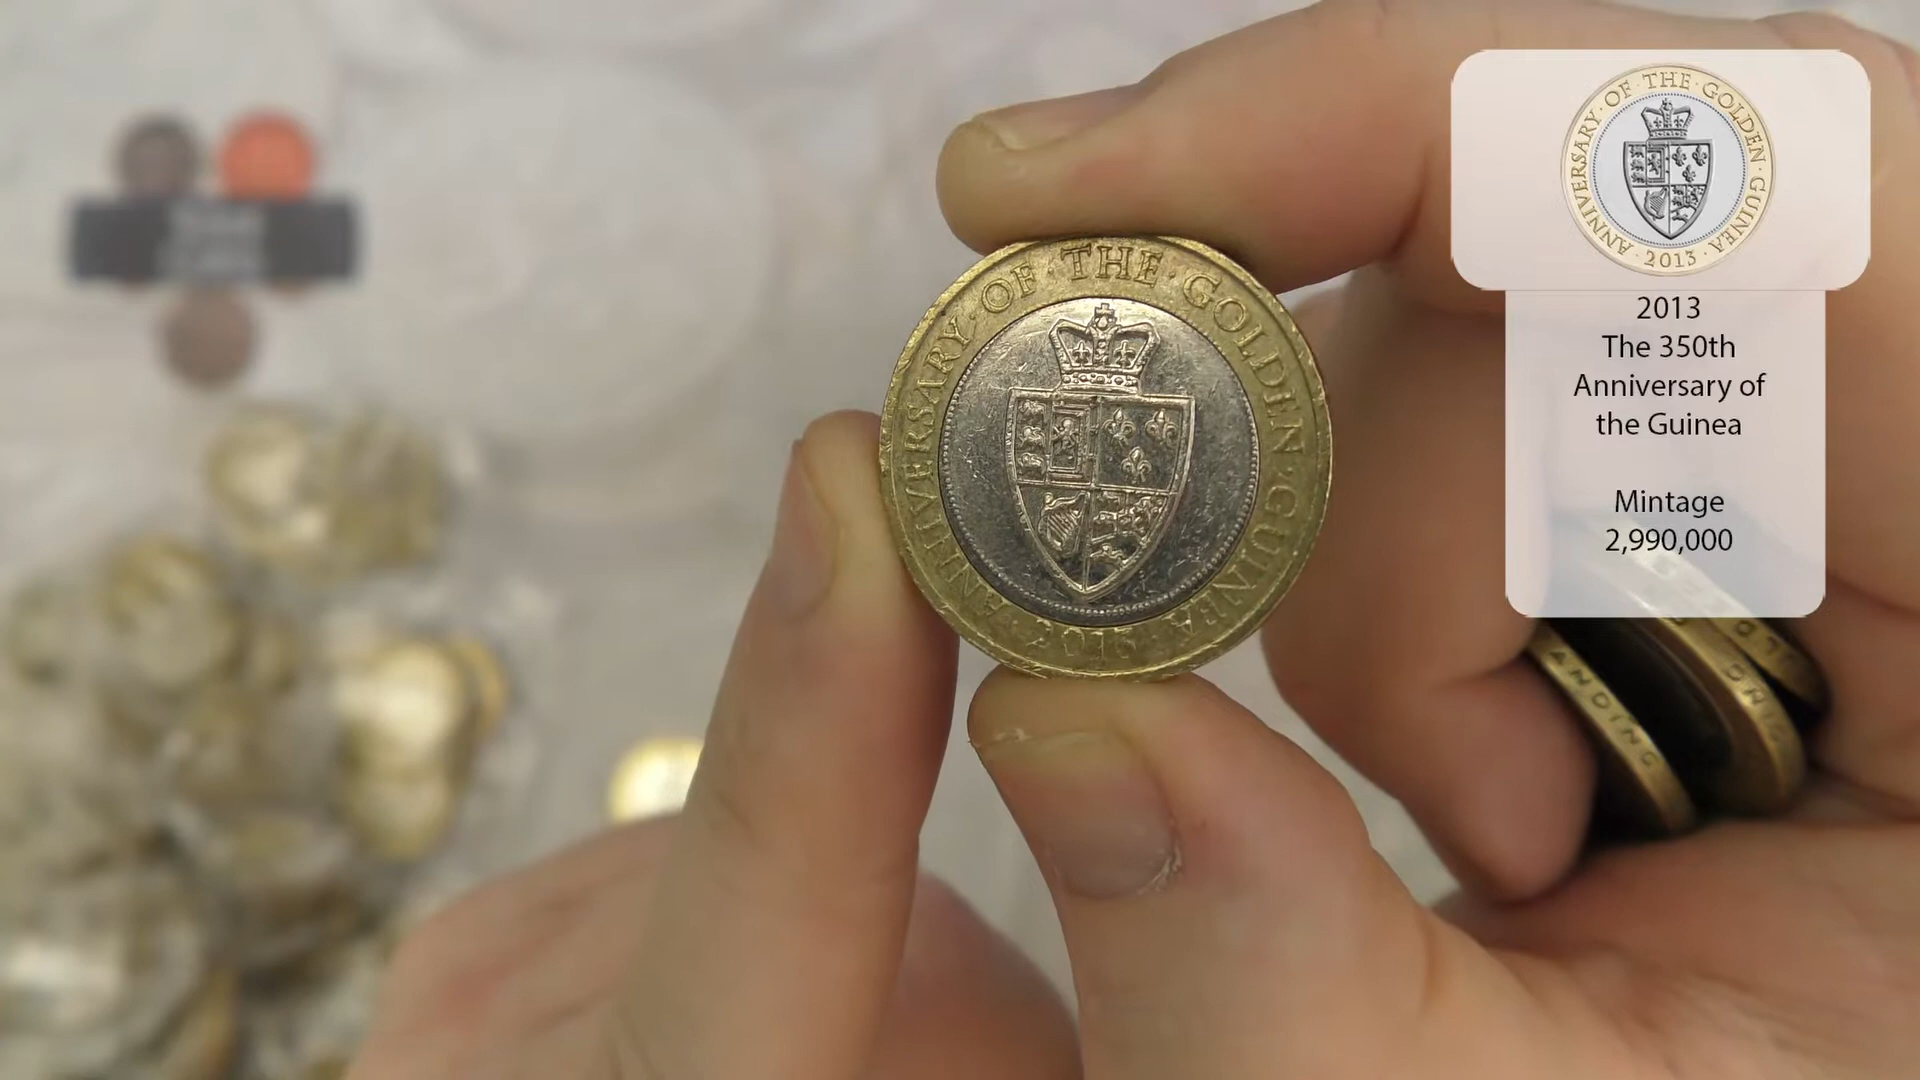 ANNIVERSARY · OF · THE · GOLDEN · GUINEA
· 2013 ·
ANNIVERSARY · OF · THE · GOLDEN · GUINEA
· 2013 ·
2013
The 350th
Anniversary of
the Guinea
Mintage
2,990,000
ANDING